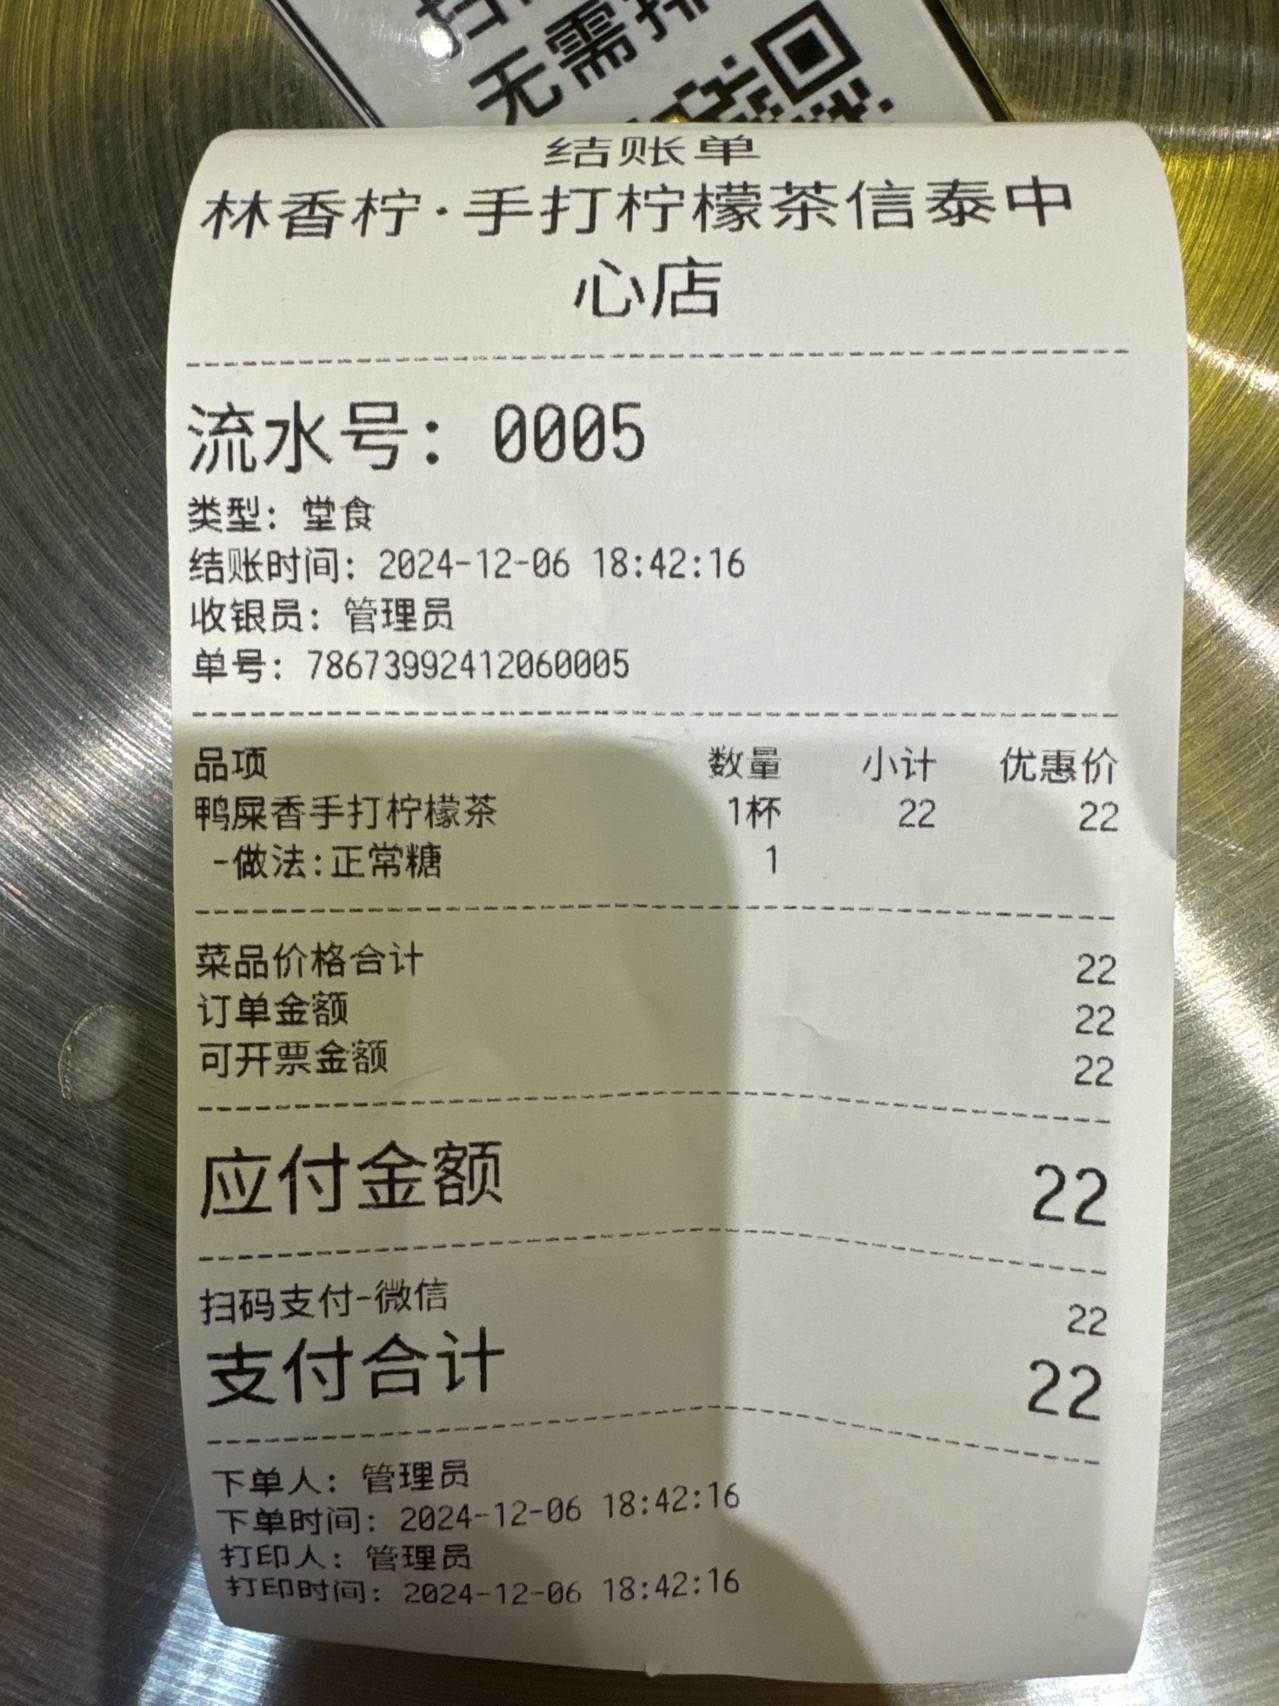 无需排
结账单
林香柠·手打柠檬茶信泰中
心店
流水号: 0005
类型: 堂食
结账时间: 2024-12-06 18:42:16
收银员: 管理员
单号: 78673992412060005
品项 数量 小计 优惠价
鸭屎香手打柠檬茶 1杯 22 22
-做法:正常糖 1
菜品价格合计 22
订单金额 22
可开票金额 22
应付金额 22
扫码支付-微信 22
支付合计 22
下单人: 管理员
下单时间: 2024-12-06 18:42:16
打印人: 管理员
打印时间: 2024-12-06 18:42:16